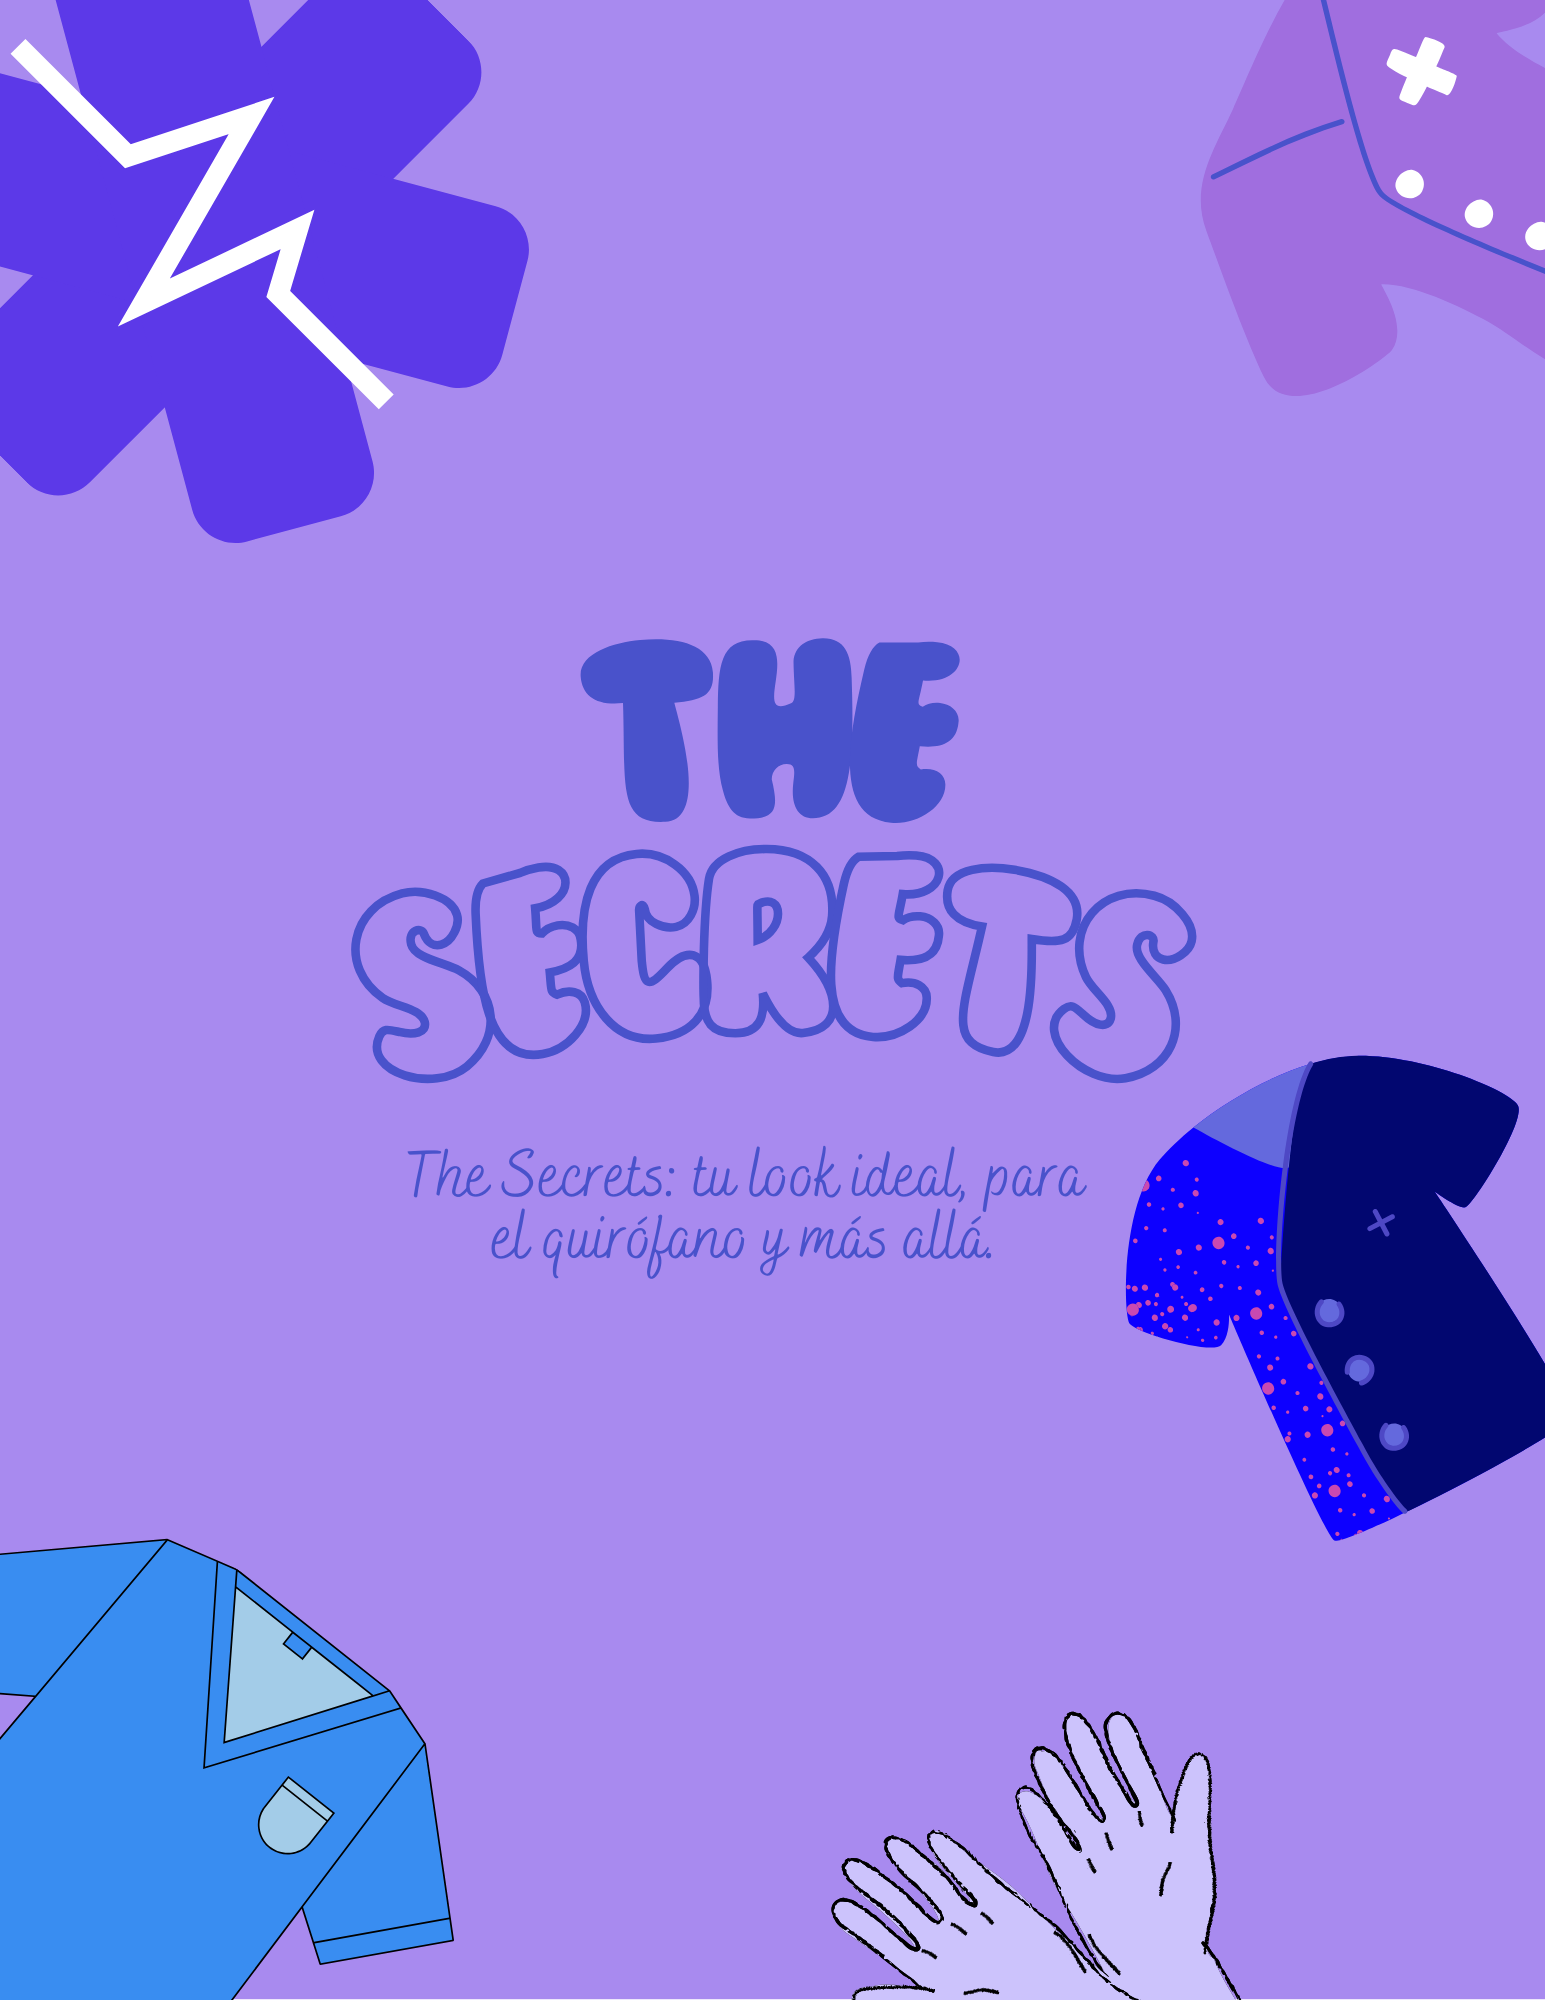 THE
SECRETS
The Secrets: tu look ideal, para
el quirófano y más allá.